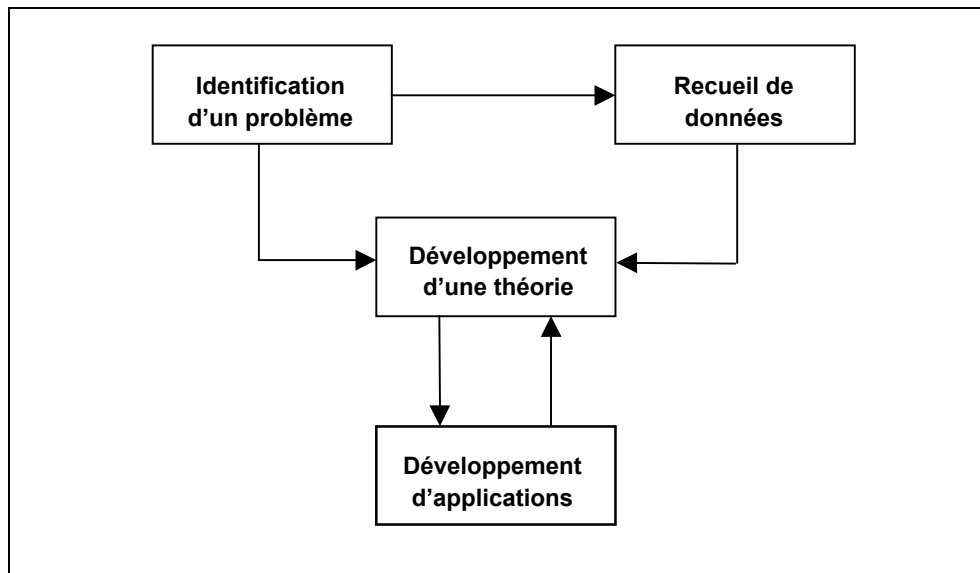 Identification
d’un problème
Recueil de
données
Développement
d’une théorie
Développement
d’applications